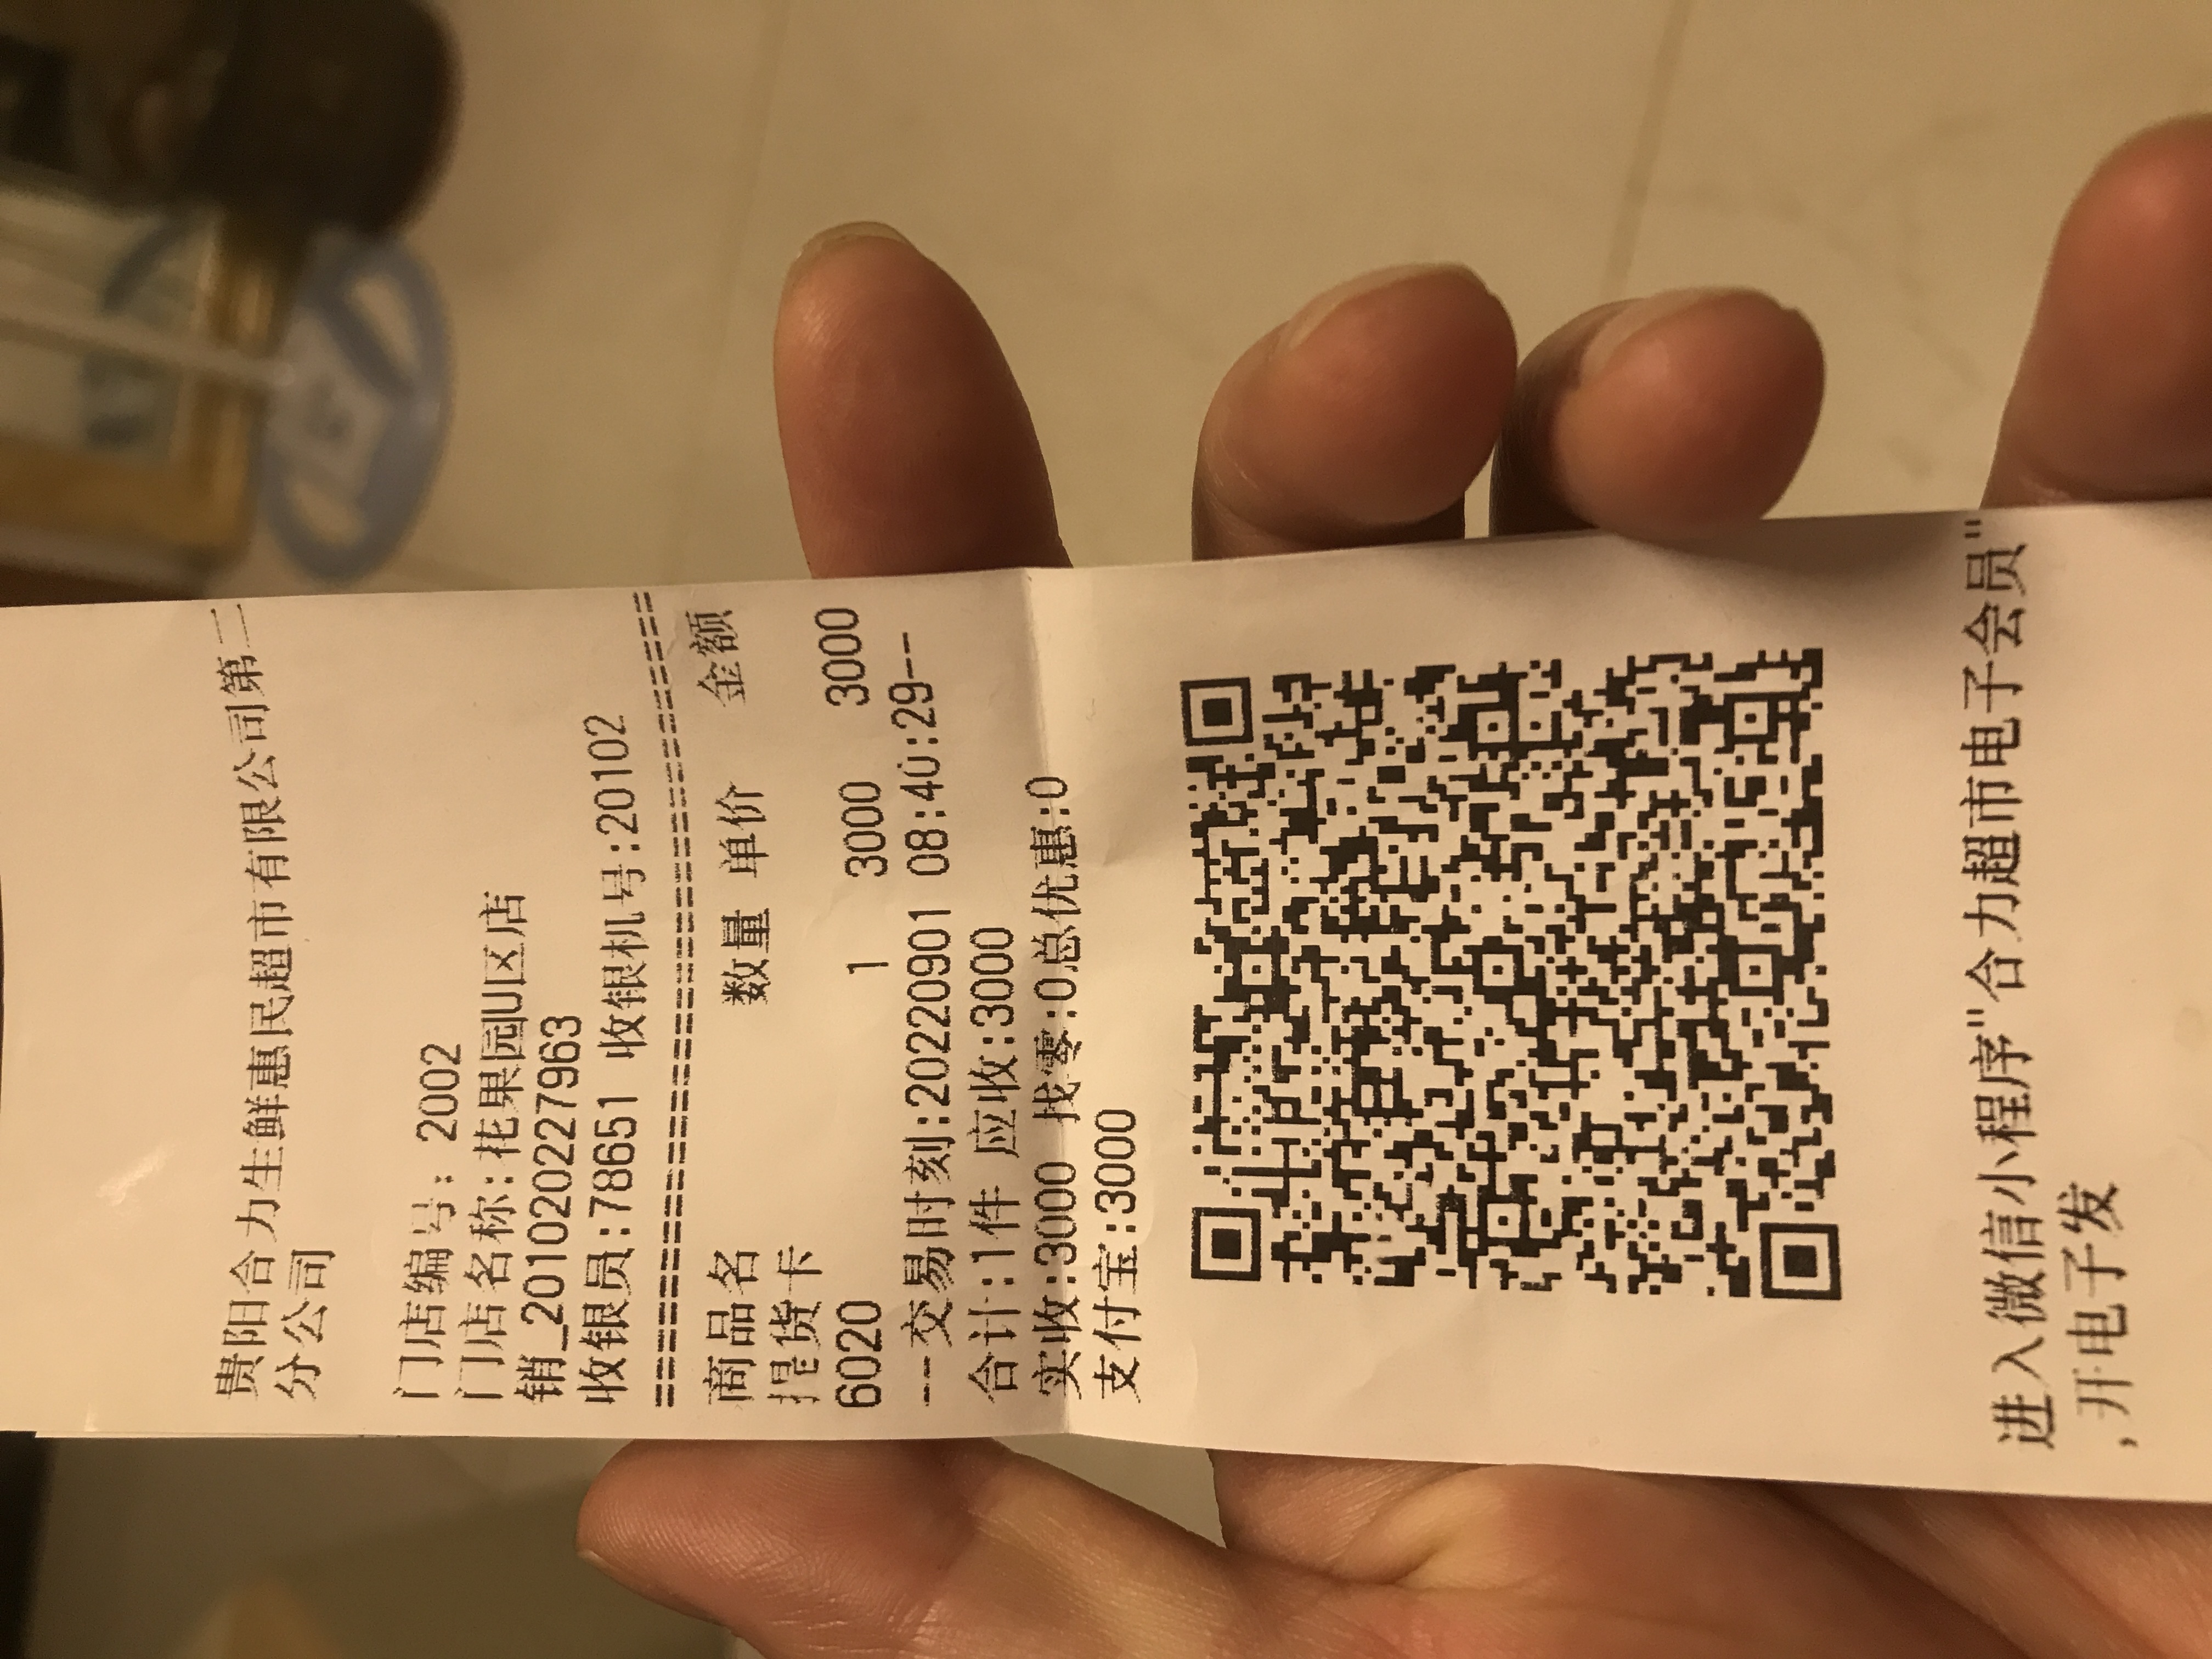 贵阳合力生鲜惠民超市有限公司第二
分公司
门店编号: 2002
门店名称:花果园U区店
销_20102022 7963
收银员:78651 收银机号:20102
商品名 数量 单价 金额
提货卡
6020 1 3000 3000
---交易时刻:20220901 08:40:29--
合计:1件 应收:3000
实收:3000 找零:0总优惠:0
支付宝:3000
进入微信小程序"合力超市电子会员"
,开电子发